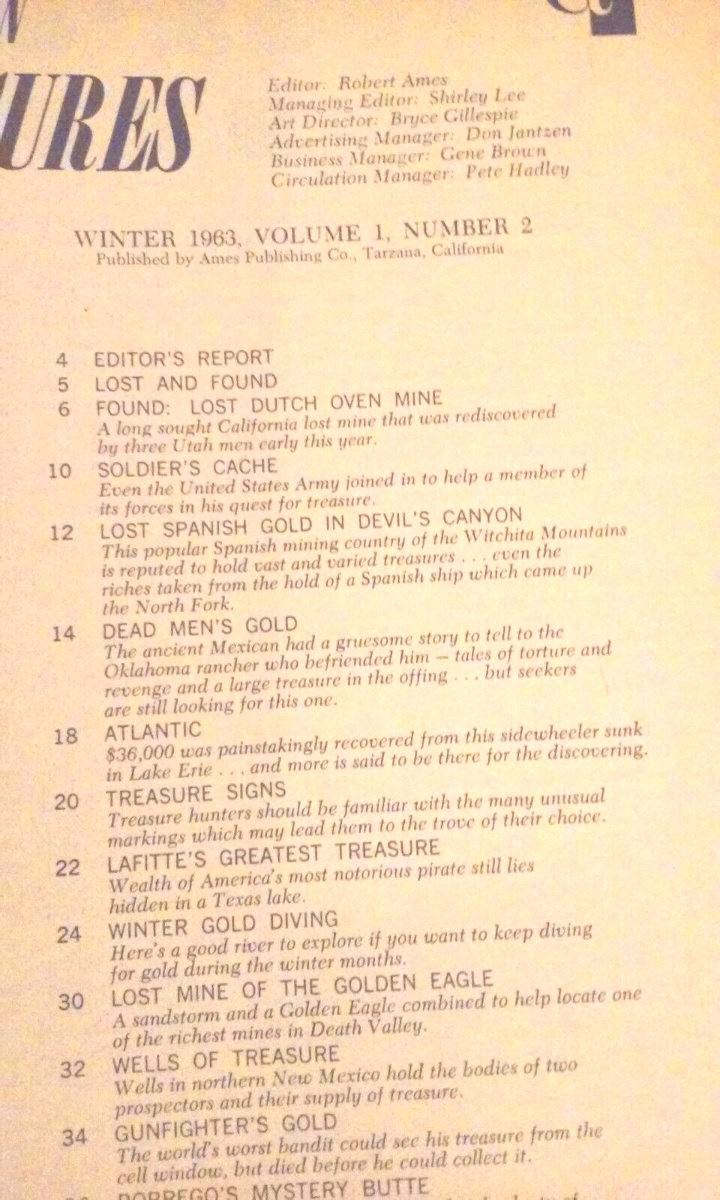 URES
Editor: Robert Ames
Managing Editor: Shirley Lee
Art Director: Bryce Gillespie
Advertising Manager: Don Jantzen
Business Manager: Gene Brown
Circulation Manager: Pete Hadley
WINTER 1963, VOLUME 1, NUMBER 2
Published by Ames Publishing Co., Tarzana, California
4 EDITOR'S REPORT
5 LOST AND FOUND
6 FOUND: LOST DUTCH OVEN MINE
A long sought California lost mine that was rediscovered
by three Utah men early this year.
10 SOLDIER'S CACHE
Even the United States Army joined in to help a member of
its forces in his quest for treasure.
12 LOST SPANISH GOLD IN DEVIL'S CANYON
This popular Spanish mining country of the Witchita Mountains
is reputed to hold vast and varied treasures . . . even the
riches taken from the hold of a Spanish ship which came up
the North Fork.
14 DEAD MEN'S GOLD
The ancient Mexican had a gruesome story to tell to the
Oklahoma rancher who befriended him — tales of torture and
revenge and a large treasure in the offing . . . but seekers
are still looking for this one.
18 ATLANTIC
$36,000 was painstakingly recovered from this sidewheeler sunk
in Lake Erie . . . and more is said to be there for the discovering.
20 TREASURE SIGNS
Treasure hunters should be familiar with the many unusual
markings which may lead them to the trove of their choice.
22 LAFITTE'S GREATEST TREASURE
Wealth of America's most notorious pirate still lies
hidden in a Texas lake.
24 WINTER GOLD DIVING
Here's a good river to explore if you want to keep diving
for gold during the winter months.
30 LOST MINE OF THE GOLDEN EAGLE
A sandstorm and a Golden Eagle combined to help locate one
of the richest mines in Death Valley.
32 WELLS OF TREASURE
Wells in northern New Mexico hold the bodies of two
prospectors and their supply of treasure.
34 GUNFIGHTER'S GOLD
The world's worst bandit could see his treasure from the
cell window, but died before he could collect it.
BORREGO'S MYSTERY BUTTE